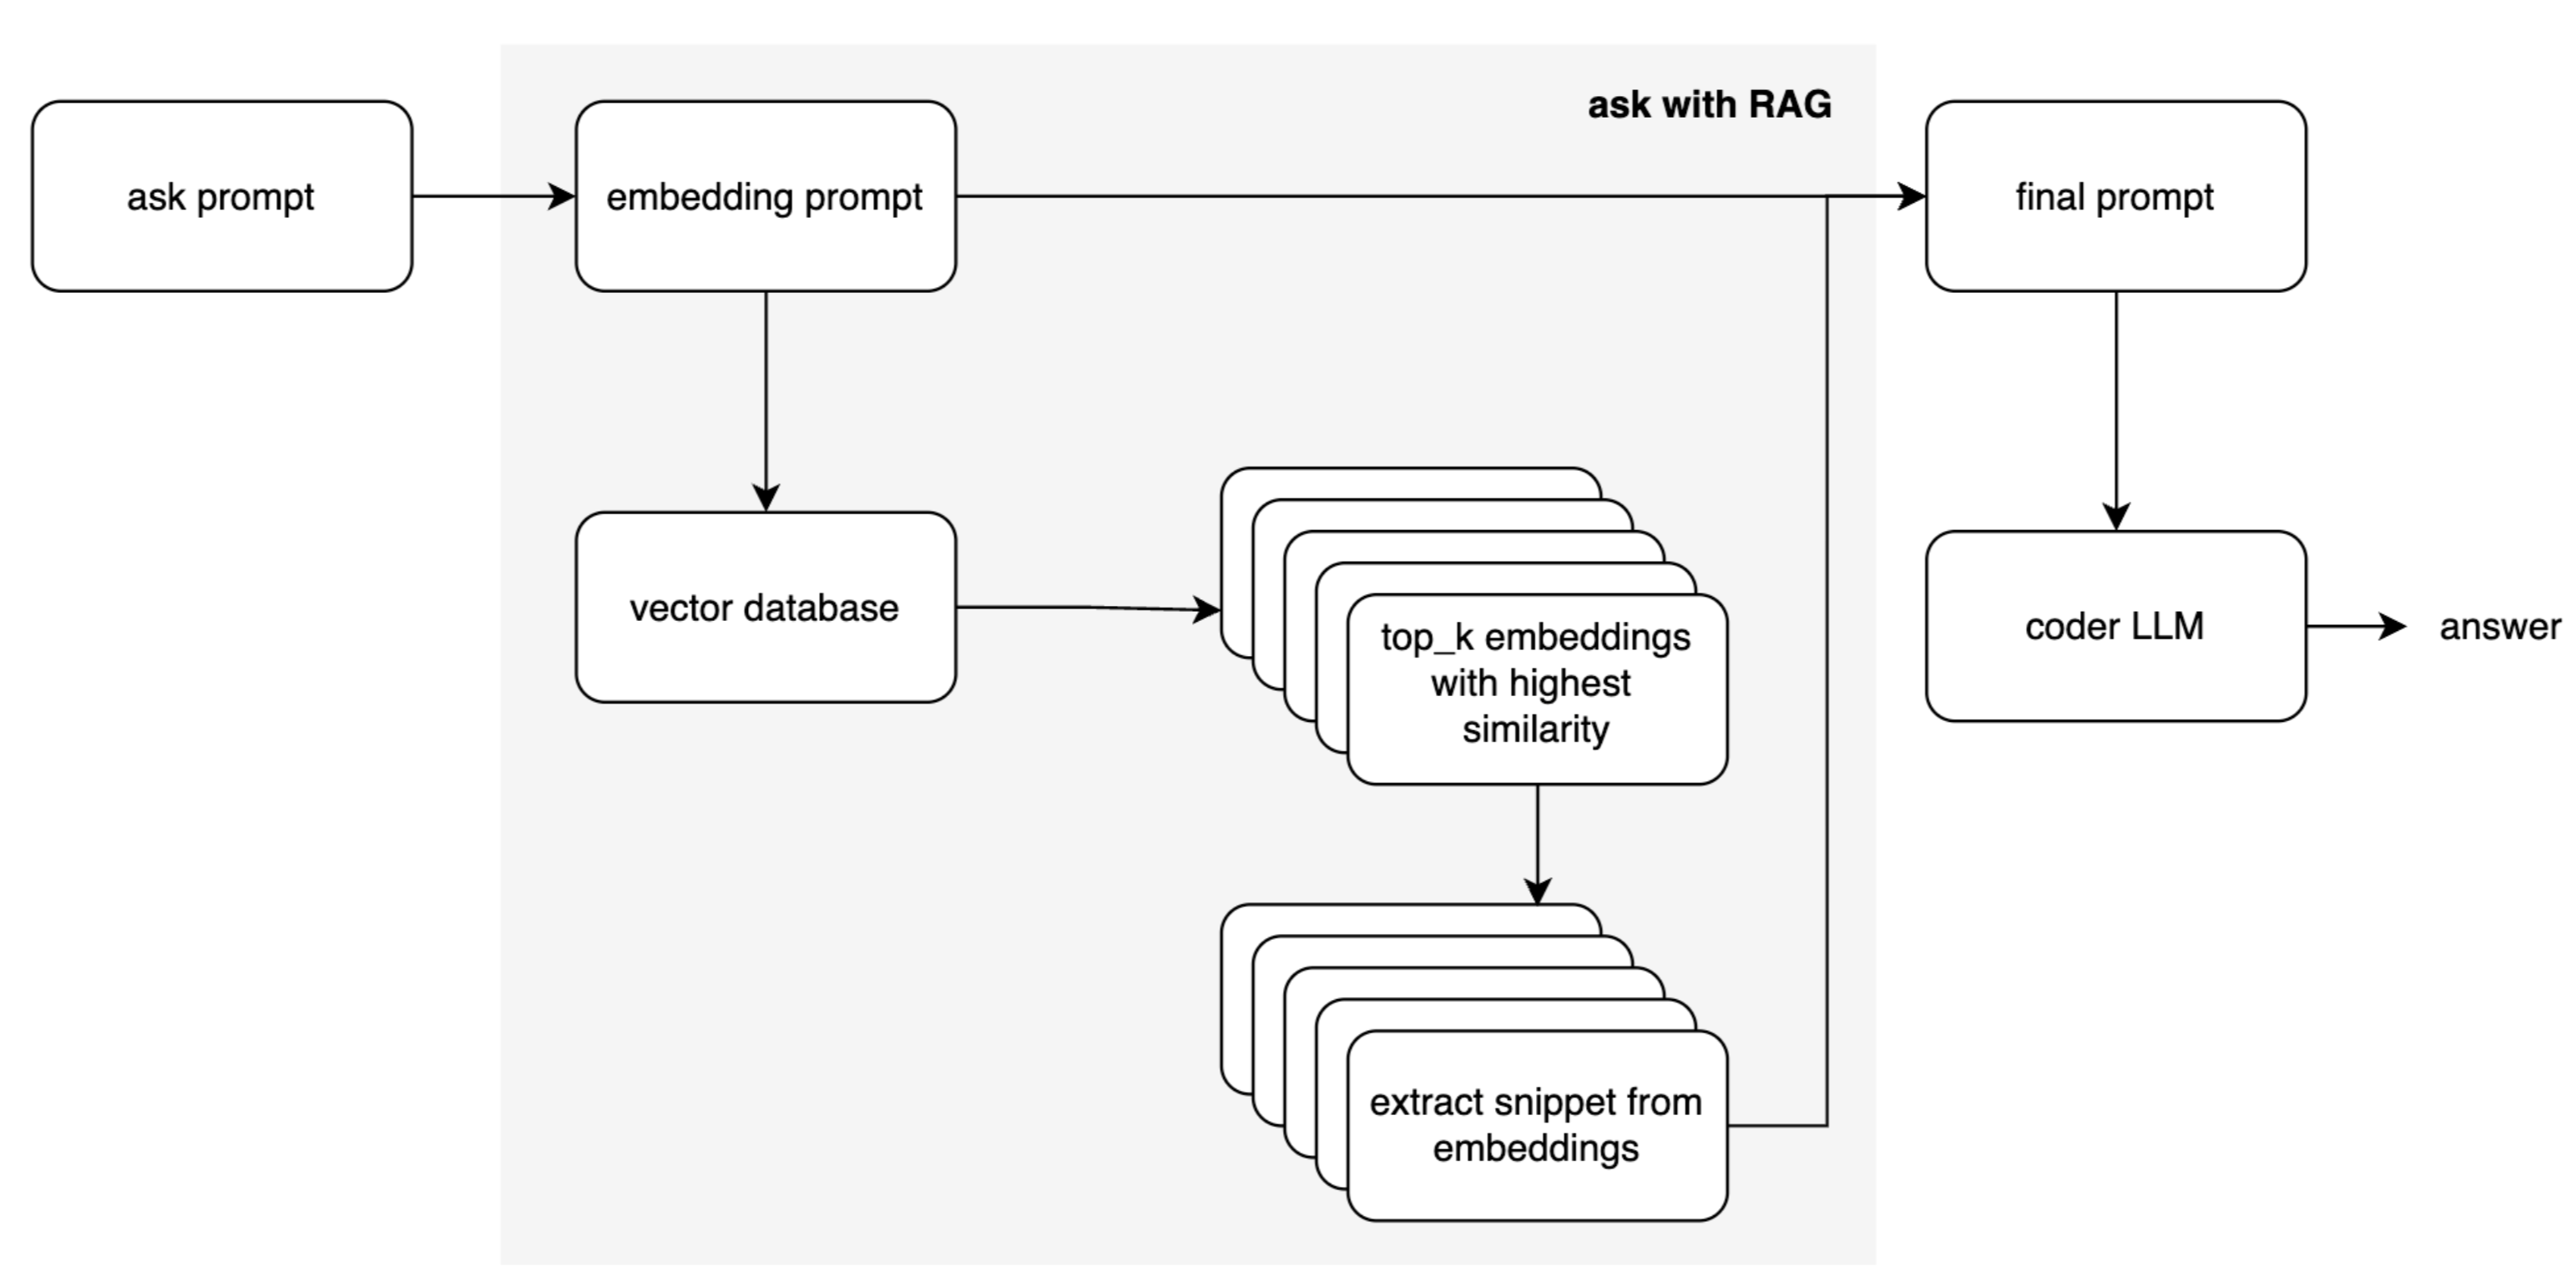 ask with RAG
ask prompt
embedding prompt
final prompt
vector database
top_k embeddings
with highest
similarity
coder LLM
answer
extract snippet from
embeddings